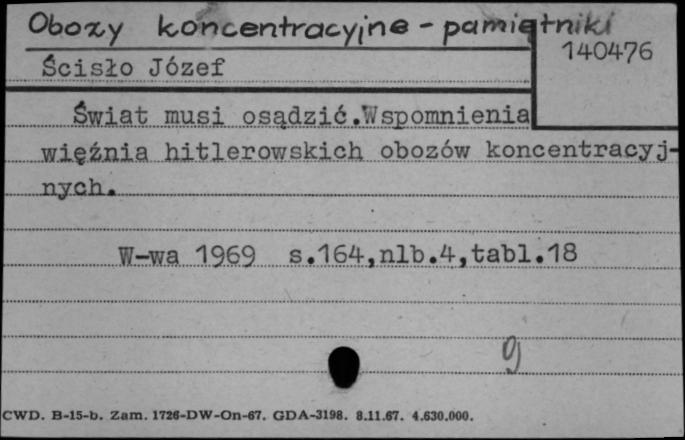 Obozy koncentracyjne - pamiętniki
140476
Ścisło Józef
Świat musi osądzić.Wspomnienia
więźnia hitlerowskich obozów koncentracyj-
nych.
W-wa 1969 s.164,nlb.4,tabl.18
g
CWD. B-15-b. Zam. 1726-DW-On-67. GDA-3198. 8.11.67. 4.630.000.